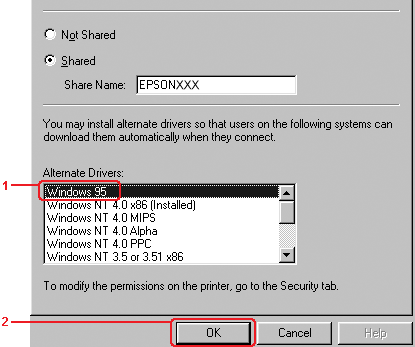 Not Shared
Shared
Share Name: EPSONXXX
You may install alternate drivers so that users on the following systems can
download them automatically when they connect.
Alternate Drivers:
1
Windows 95
Windows NT 4.0 x86 (Installed)
Windows NT 4.0 MIPS
Windows NT 4.0 Alpha
Windows NT 4.0 PPC
Windows NT 3.5 or 3.51 x86
To modify the permissions on the printer, go to the Security tab.
2
OK Cancel Help